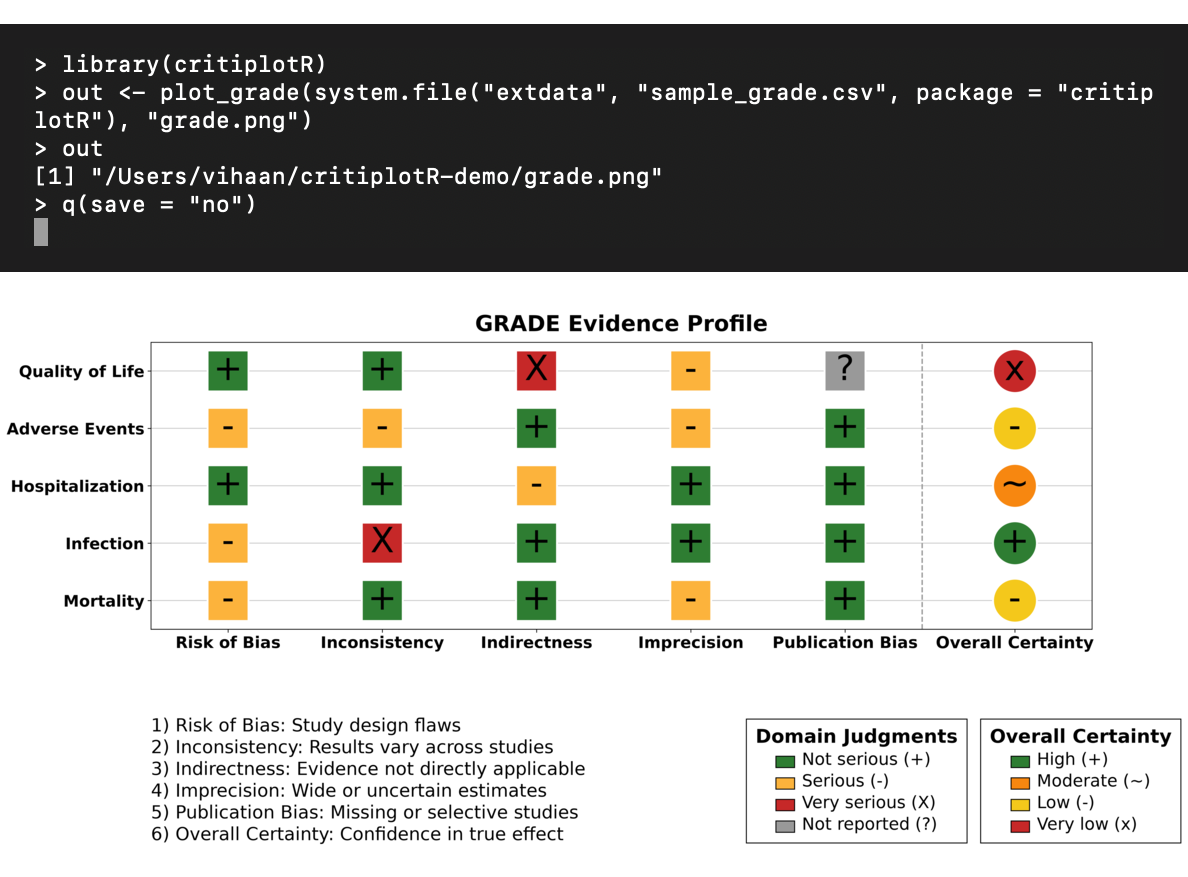 > library(critiplotR)
> out <- plot_grade(system.file("extdata", "sample_grade.csv", package = "critip
lotR"), "grade.png")
> out
[1] "/Users/vihaan/critiplotR-demo/grade.png"
> q(save = "no")
GRADE Evidence Profile
Quality of Life + + X - ? x
Adverse Events - - + - + -
Hospitalization + + - + + ~
Infection - X + + + +
Mortality - + + - + -
Risk of Bias Inconsistency Indirectness Imprecision Publication Bias Overall Certainty
1) Risk of Bias: Study design flaws
2) Inconsistency: Results vary across studies
3) Indirectness: Evidence not directly applicable
4) Imprecision: Wide or uncertain estimates
5) Publication Bias: Missing or selective studies
6) Overall Certainty: Confidence in true effect
Domain Judgments
Not serious (+)
Serious (-)
Very serious (X)
Not reported (?)
Overall Certainty
High (+)
Moderate (~)
Low (-)
Very low (x)